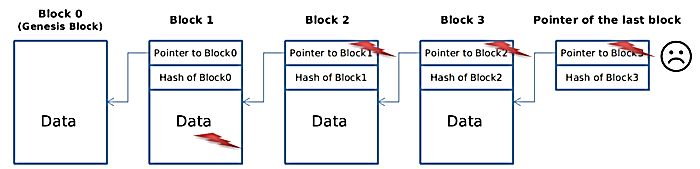 Block 0
(Genesis Block)
Block 1
Block 2
Block 3
Pointer of the last block
Data
Pointer to Block0
Hash of Block0
Data
Pointer to Block1
Hash of Block1
Data
Pointer to Block2
Hash of Block2
Data
Pointer to Block3
Hash of Block3